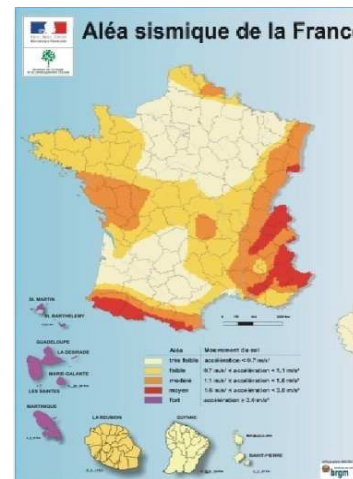 Aléa sismique de la Franc
ST. MARTIN
ST. BARTHELEMY
GUADELOUPE
LA DESIRADE
MARIE-GALANTE
LES SAINTES
MARTINIQUE
Aléa Mouvement du sol
très faible accélération < 0.7 m/s²
faible 0.7 m/s² < accélération < 1.1 m/s²
modéré 1.1 m/s² < accélération < 1.6 m/s²
moyen 1.6 m/s² < accélération < 3.0 m/s²
fort accélération ≥ 3.0 m/s²
LA REUNION
GUYANE
MIQUELON
SAINT-PIERRE
brgm